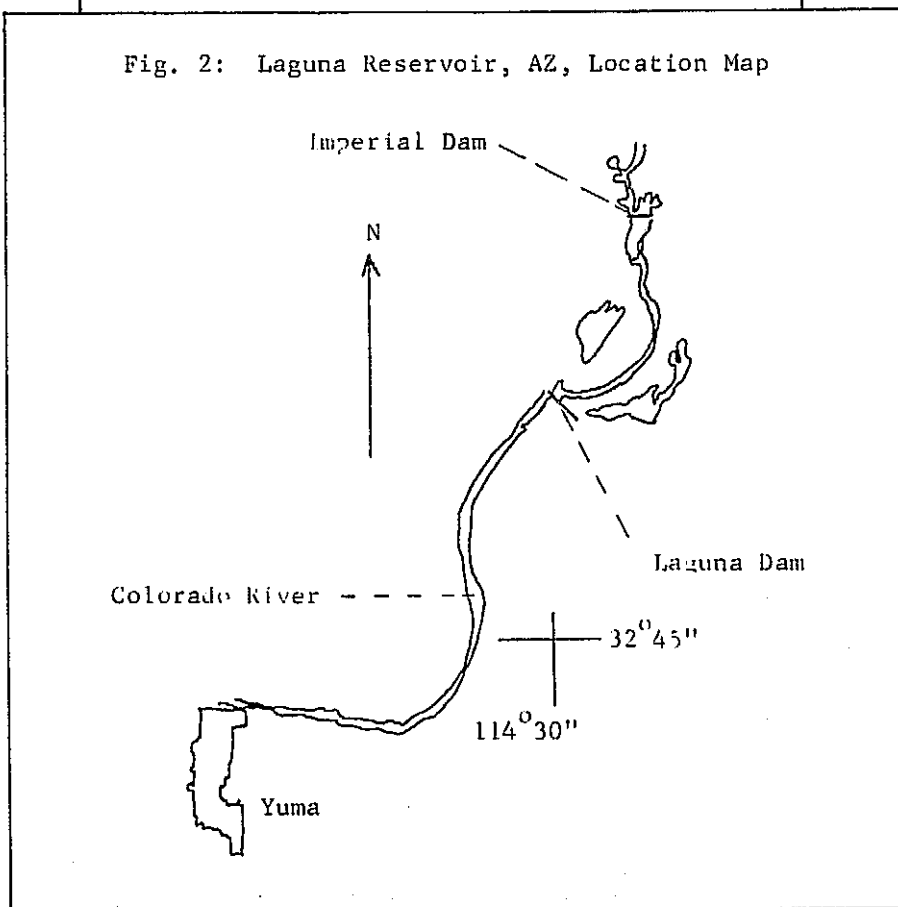 Fig. 2: Laguna Reservoir, AZ, Location Map
Imperial Dam
N
Laguna Dam
Colorado River
32°45"
114°30"
Yuma